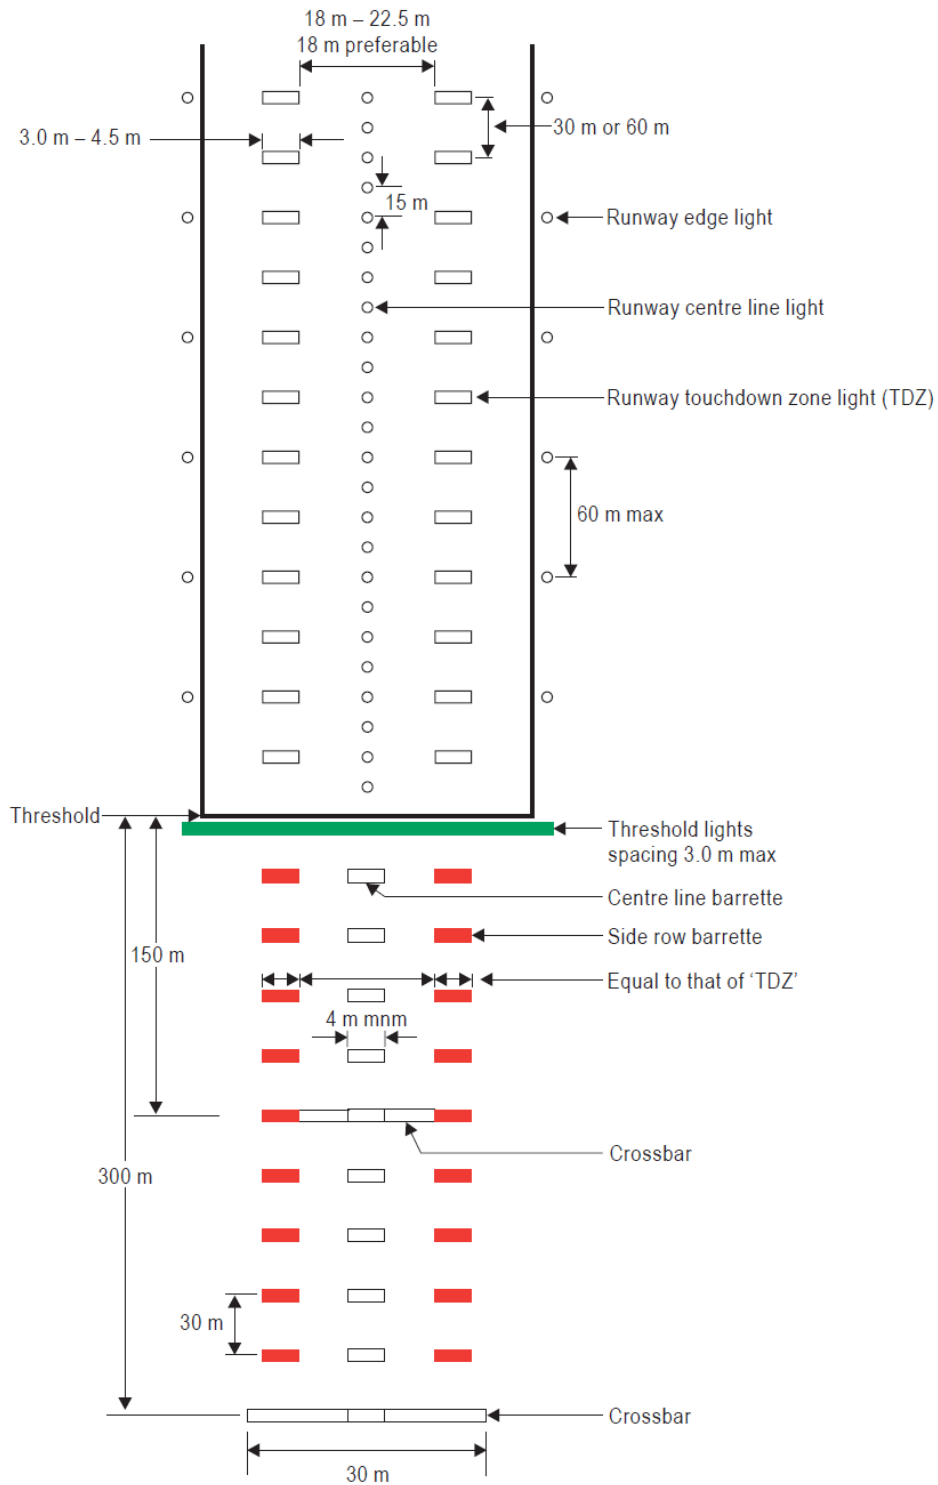 18 m – 22.5 m
18 m preferable
3.0 m – 4.5 m
30 m or 60 m
15 m
Runway edge light
Runway centre line light
Runway touchdown zone light (TDZ)
60 m max
Threshold
Threshold lights
spacing 3.0 m max
Centre line barrette
Side row barrette
150 m
Equal to that of ‘TDZ’
4 m mnm
Crossbar
300 m
30 m
Crossbar
30 m